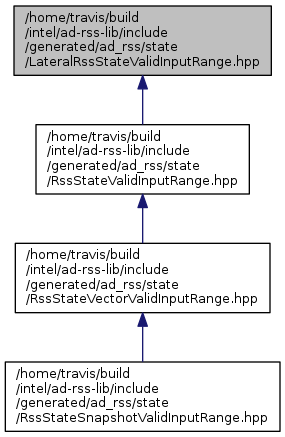 /home/travis/build
/intel/ad-rss-lib/include
/generated/ad_rss/state
/LateralRssStateValidInputRange.hpp
/home/travis/build
/intel/ad-rss-lib/include
/generated/ad_rss/state
/RssStateValidInputRange.hpp
/home/travis/build
/intel/ad-rss-lib/include
/generated/ad_rss/state
/RssStateVectorValidInputRange.hpp
/home/travis/build
/intel/ad-rss-lib/include
/generated/ad_rss/state
/RssStateSnapshotValidInputRange.hpp